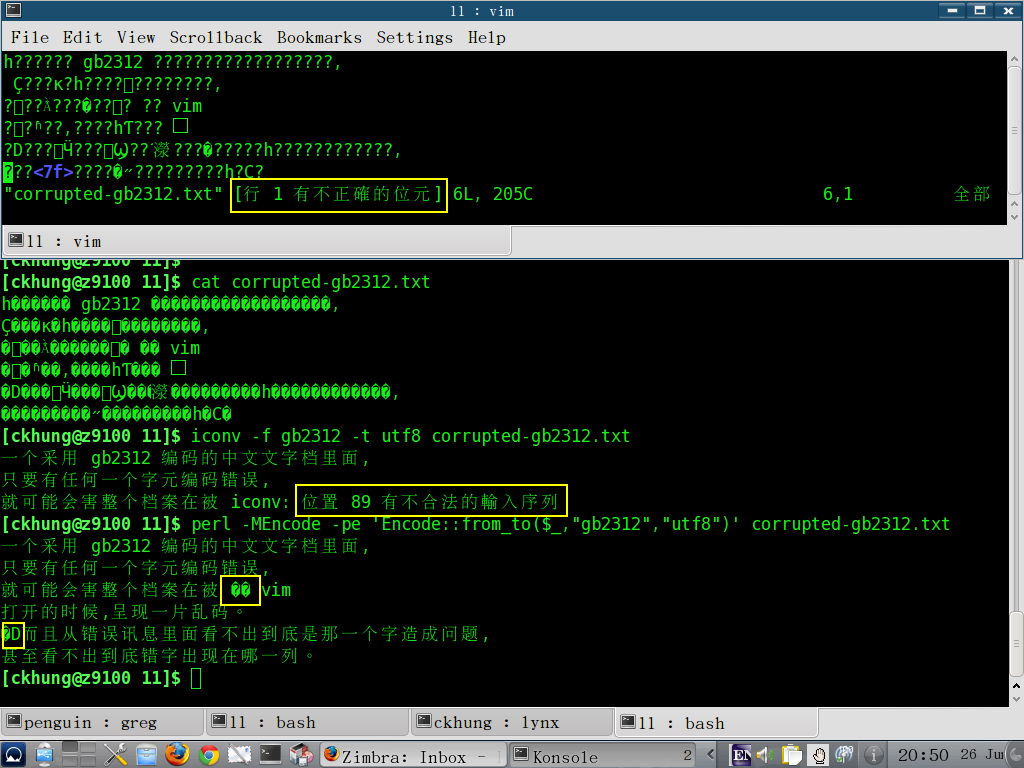 ll : vim
File Edit View Scrollback Bookmarks Settings Help
h?????? gb2312 ??????????????????,
vim
"corrupted-gb2312.txt" [行 1 有不正確的位元] 6L, 205C 6,1 全部
ll : vim
[ckhung@z9100 11]$
[ckhung@z9100 11]$ cat corrupted-gb2312.txt
h������ gb2312 ������������������,
vim
[ckhung@z9100 11]$ iconv -f gb2312 -t utf8 corrupted-gb2312.txt
一个采用 gb2312 编码的中文文字档里面,
只要有任何一个字元编码错误,
就可能会害整个档案在被 iconv: 位置 89 有不合法的輸入序列
[ckhung@z9100 11]$ perl -MEncode -pe 'Encode::from_to($_,"gb2312","utf8")' corrupted-gb2312.txt
一个采用 gb2312 编码的中文文字档里面,
只要有任何一个字元编码错误,
就可能会害整个档案在被 �� vim
打开的时候,呈现一片乱码。
�D而且从错误讯息里面看不出到底是那一个字造成问题,
甚至看不出到底错字出现在哪一列。
[ckhung@z9100 11]$
penguin : greg ll : bash ckhung : lynx ll : bash
Zimbra: Inbox - Konsole 2 EN 20:50 26 Jun